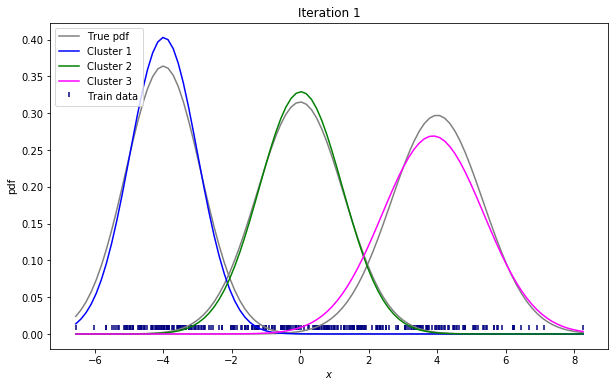 Iteration 1
True pdf
Cluster 1
Cluster 2
Cluster 3
Train data
0.40
0.35
0.30
0.25
0.20
0.15
0.10
0.05
0.00
pdf
−6
−4
−2
0
2
4
6
8
x